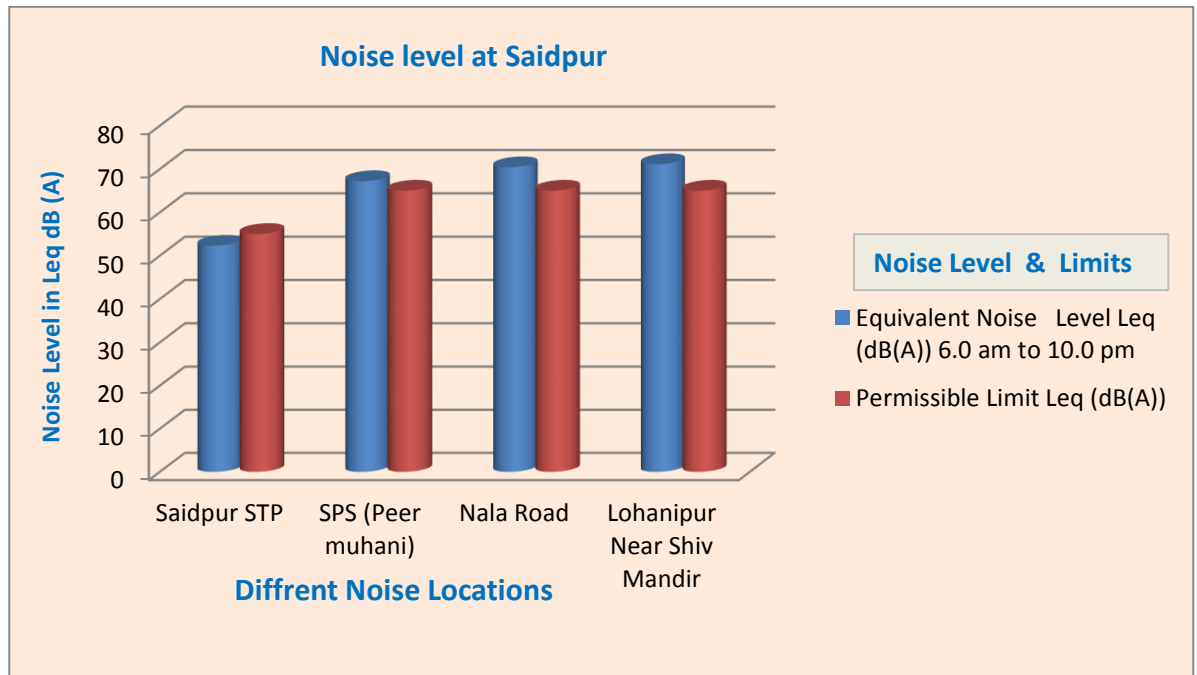 Noise level at Saidpur
Noise Level in Leq dB (A)
80
70
60
50
40
30
20
10
0
Saidpur STP
SPS (Peer
muhani)
Nala Road
Lohanipur
Near Shiv
Mandir
Diffrent Noise Locations
Noise Level & Limits
Equivalent Noise Level Leq
(dB(A)) 6.0 am to 10.0 pm
Permissible Limit Leq (dB(A))